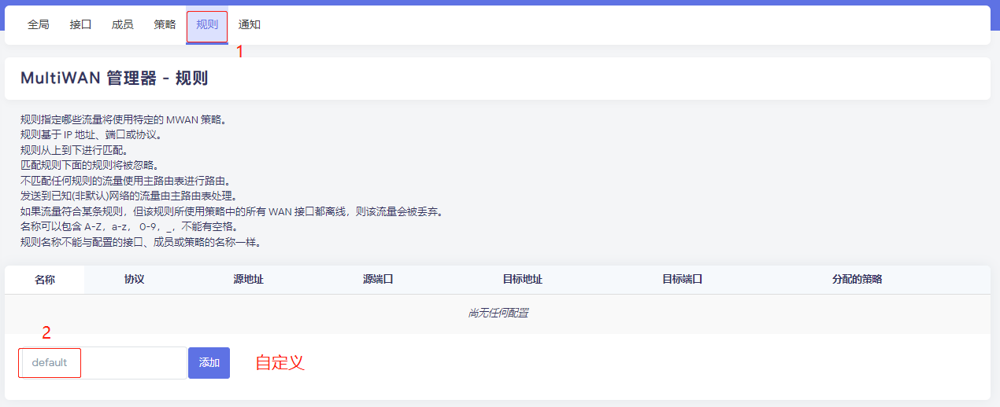 全局 接口 成员 策略 规则 通知
1
MultiWAN 管理器 - 规则
规则指定哪些流量将使用特定的 MWAN 策略。
规则基于 IP 地址、端口或协议。
规则从上到下进行匹配。
匹配规则下面的规则将被忽略。
不匹配任何规则的流量使用主路由表进行路由。
发送到已知(非默认)网络的流量由主路由表处理。
如果流量符合某条规则，但该规则所使用策略中的所有 WAN 接口都离线，则该流量会被丢弃。
名称可以包含 A-Z，a-z， 0-9，_，不能有空格。
规则名称不能与配置的接口、成员或策略的名称一样。
名称 协议 源地址 源端口 目标地址 目标端口 分配的策略
尚无任何配置
2
default 添加 自定义